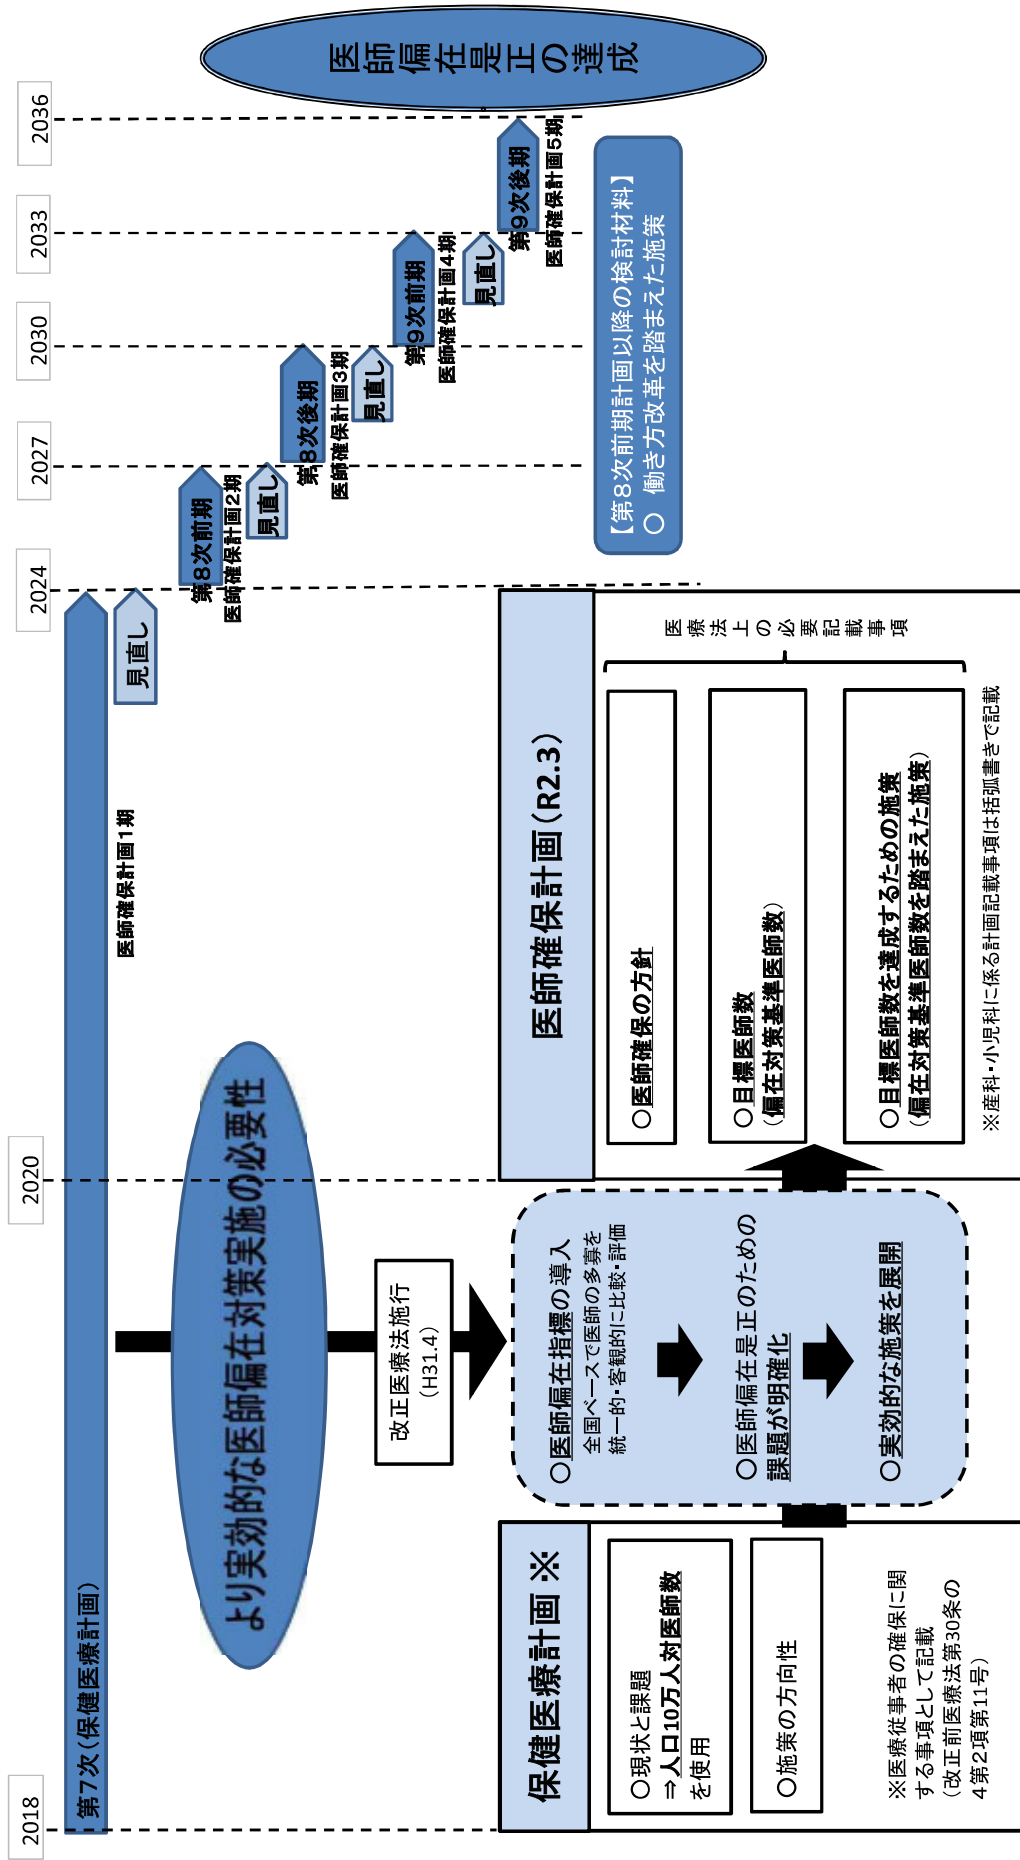 2018
2020
2024
2027
2030
2033
2036
第7次(保健医療計画)
医師確保計画1期
見直し
第8次前期
医師確保計画2期
見直し
第8次後期
医師確保計画3期
見直し
第9次前期
医師確保計画4期
見直し
第9次後期
医師確保計画5期
医師偏在是正の達成
より実効的な医師偏在対策実施の必要性
改正医療法施行
(H31.4)
【第8次前期計画以降の検討材料】
○ 働き方改革を踏まえた施策
保健医療計画※
○現状と課題
⇒人口10万人対医師数
を使用
○施策の方向性
※医療従事者の確保に関
する事項として記載
(改正前医療法第30条の
4第2項第11号)
○医師偏在指標の導入
全国ベースで医師の多寡を
統一的・客観的に比較・評価
○医師偏在是正のための
課題が明確化
○実効的な施策を展開
医師確保計画(R2.3)
○医師確保の方針
○目標医師数
(偏在対策基準医師数)
○目標医師数を達成するための施策
(偏在対策基準医師数を踏まえた施策)
医療法上の必要記載事項
※産科・小児科に係る計画記載事項は括弧書きで記載